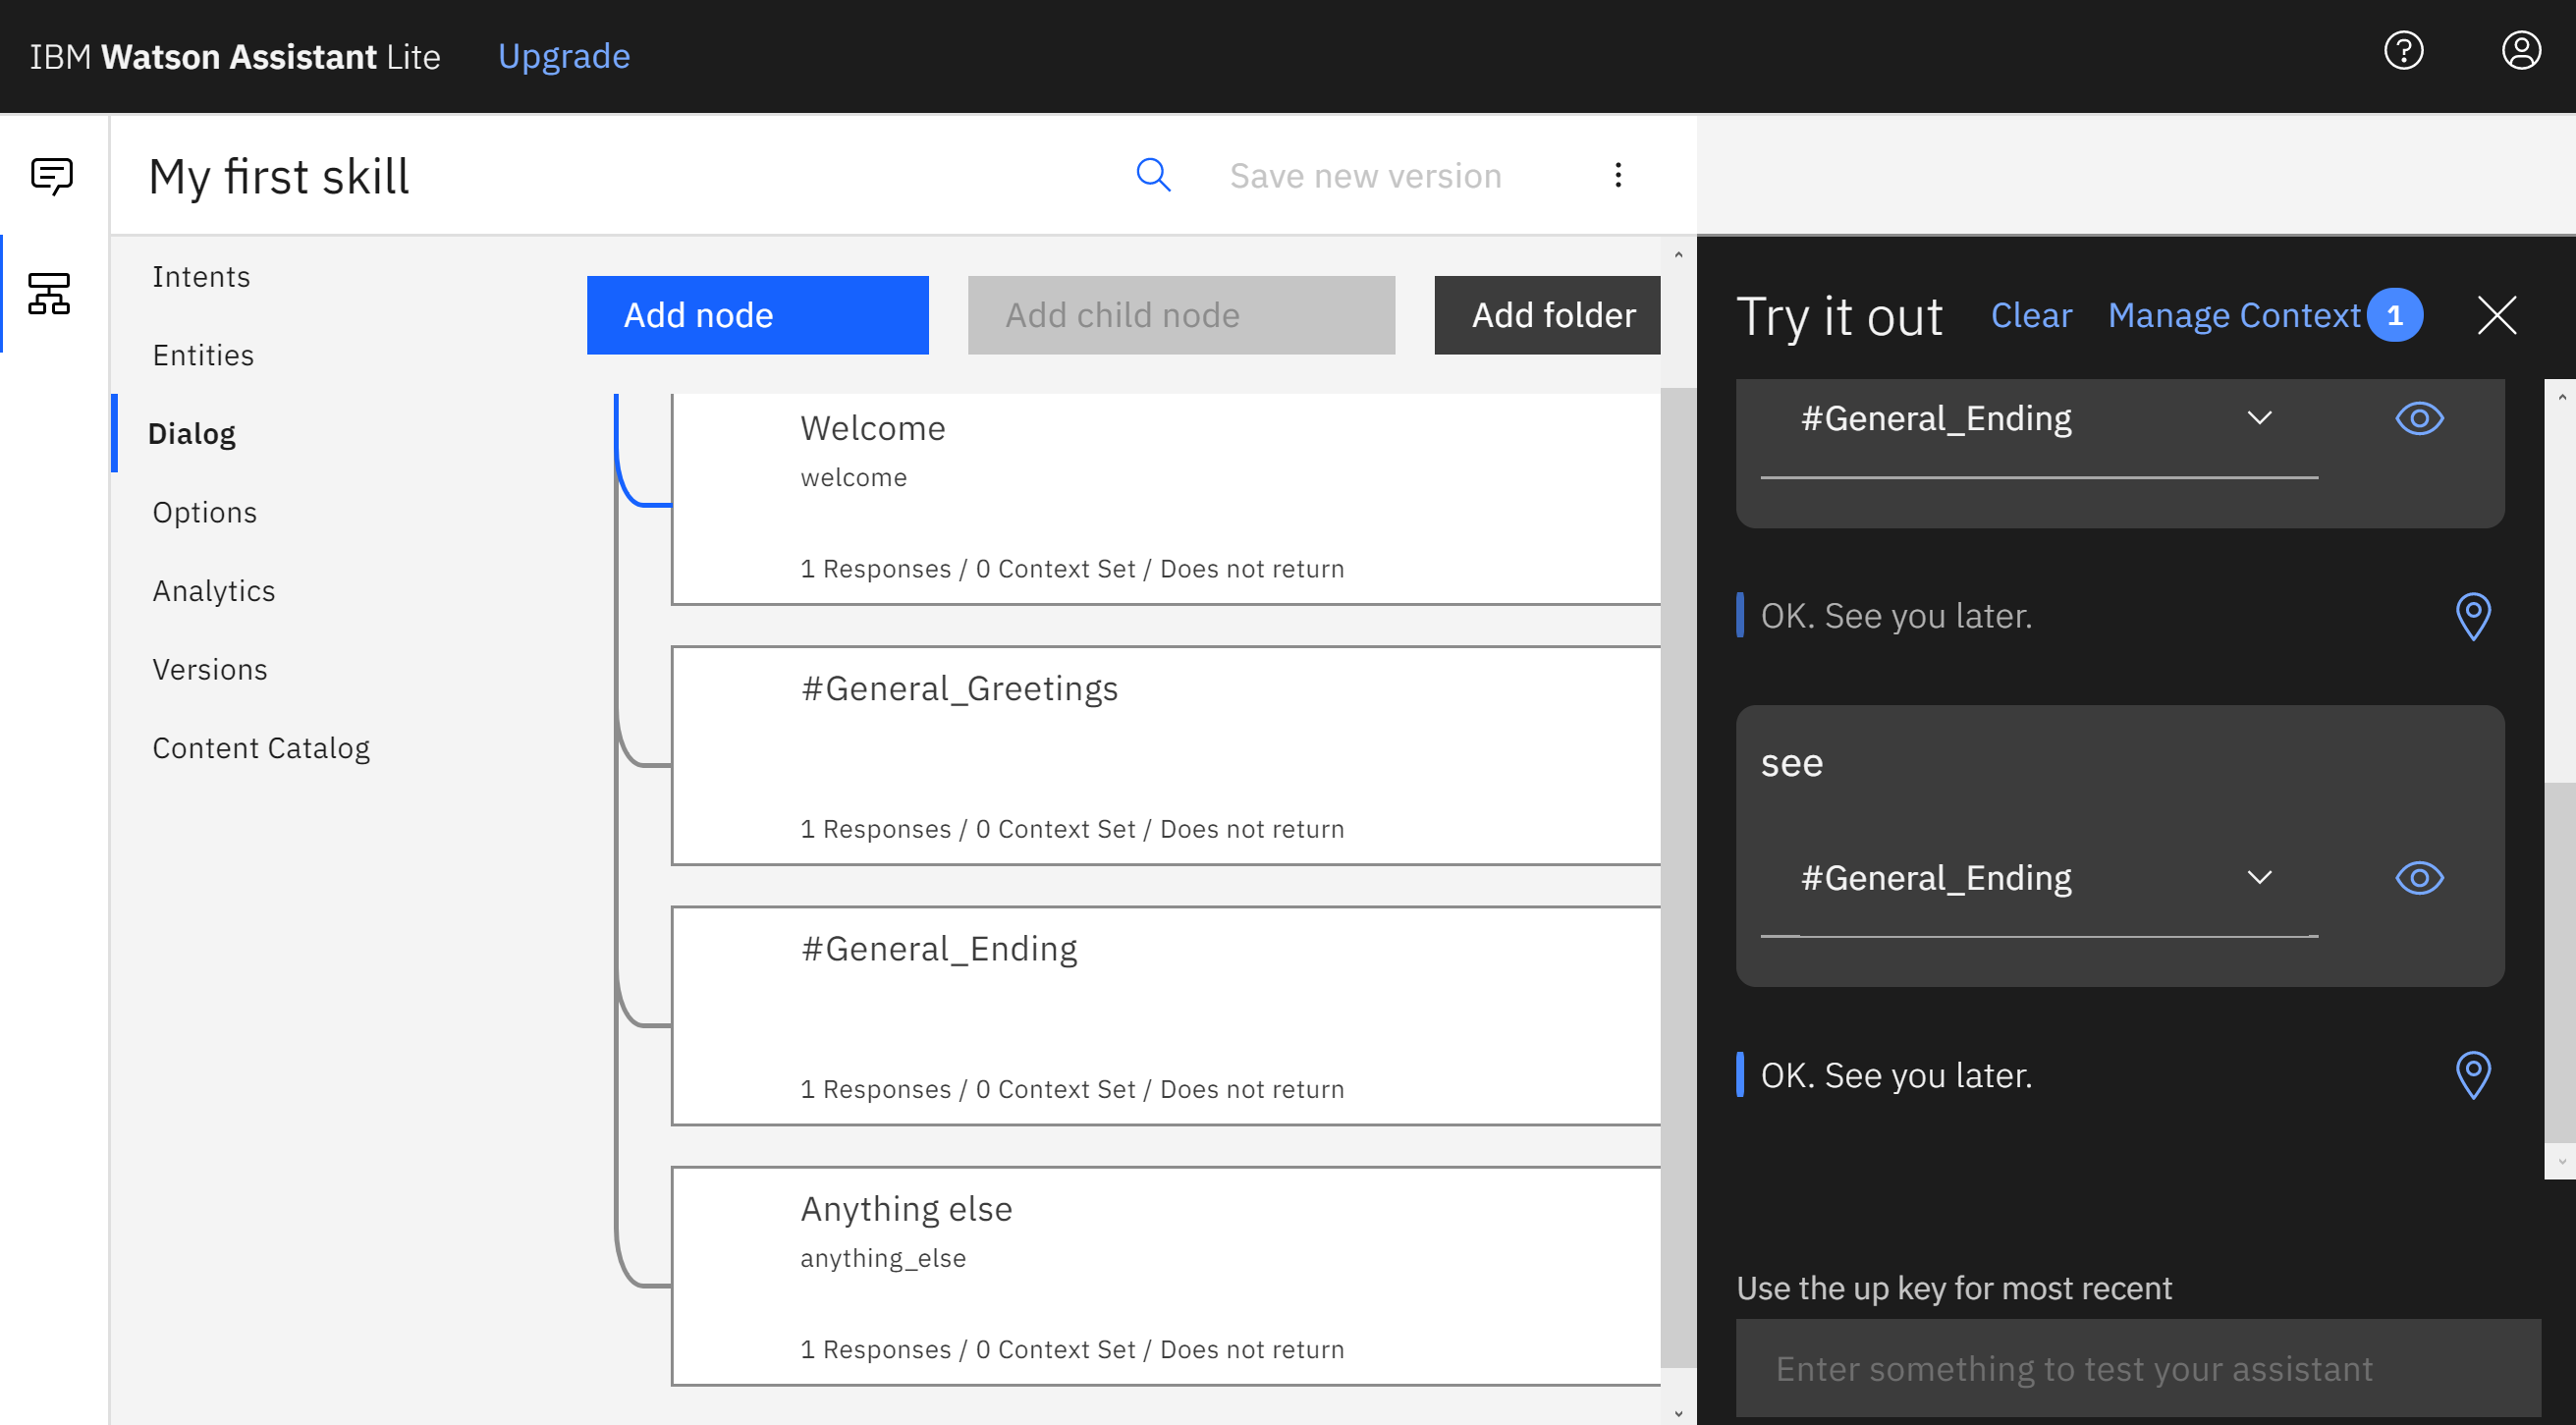 IBM Watson Assistant Lite
Upgrade
My first skill
Save new version
Intents
Entities
Dialog
Options
Analytics
Versions
Content Catalog
Add node
Add child node
Add folder
Welcome
welcome
1 Responses / 0 Context Set / Does not return
#General_Greetings
1 Responses / 0 Context Set / Does not return
#General_Ending
1 Responses / 0 Context Set / Does not return
Anything else
anything_else
1 Responses / 0 Context Set / Does not return
Try it out
Clear
Manage Context 1
#General_Ending
OK. See you later.
see
#General_Ending
OK. See you later.
Use the up key for most recent
Enter something to test your assistant